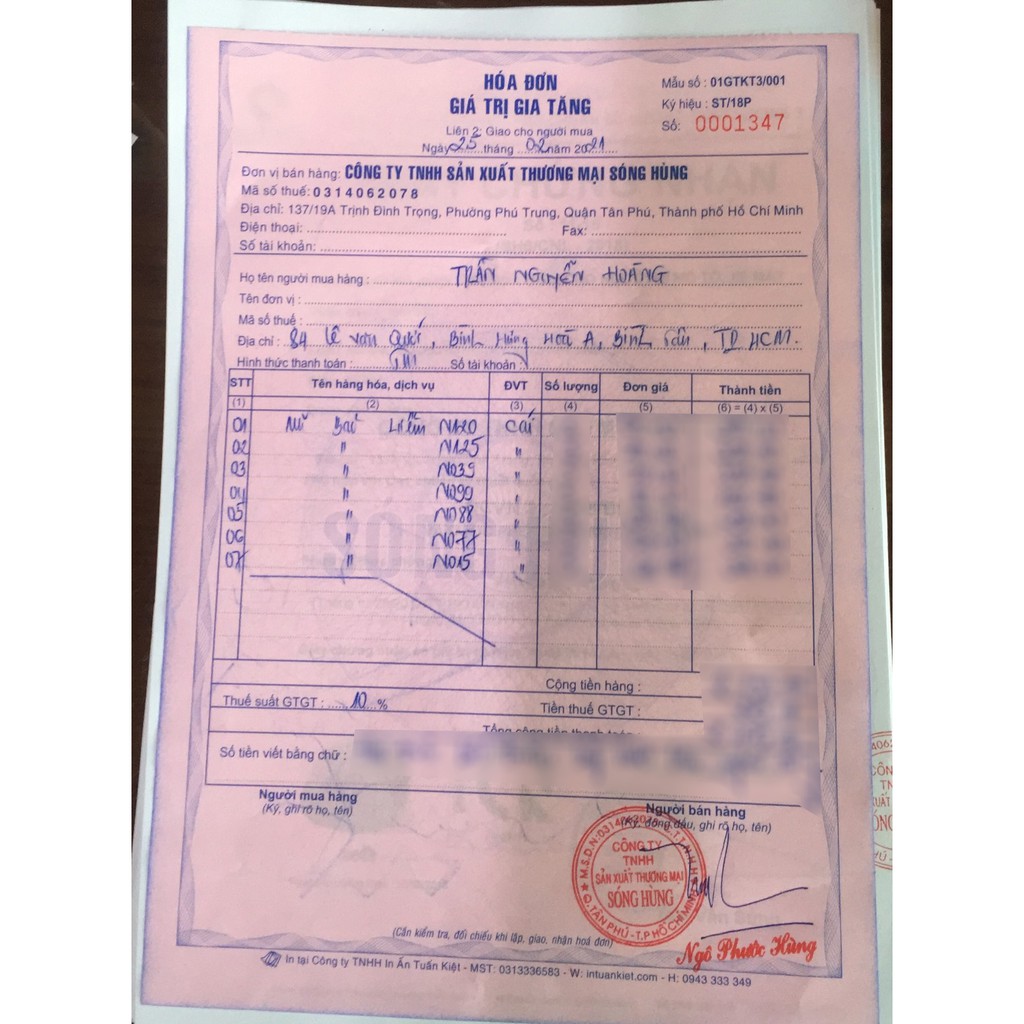 HÓA ĐƠN
GIÁ TRỊ GIA TĂNG
Liên 2: Giao cho người mua
Ngày 25 tháng 02 năm 2021
Mẫu số : 01GTKT3/001
Ký hiệu : ST/18P
Số: 0001347
Đơn vị bán hàng: CÔNG TY TNHH SẢN XUẤT THƯƠNG MẠI SÓNG HÙNG
Mã số thuế: 0314062078
Địa chỉ: 137/19A Trịnh Đình Trọng, Phường Phú Trung, Quận Tân Phú, Thành phố Hồ Chí Minh
Điện thoại: Fax:
Số tài khoản:
Họ tên người mua hàng : TRẦN NGUYỄN HOÀNG
Tên đơn vị :
Mã số thuế :
Địa chỉ : 84 Lê Văn Quới, Bình Hưng Hoà A, Bình Tân, TP HCM.
Hình thức thanh toán : TM Số tài khoản :
STT Tên hàng hóa, dịch vụ ĐVT Số lượng Đơn giá Thành tiền
(1) (2) (3) (4) (5) (6) = (4) x (5)
01 Mũ Bảo N120 cái
02 " N125 "
03 " N039 "
04 " N090 "
05 " N088 "
06 " N077 "
07 " N015 "
Cộng tiền hàng :
Thuế suất GTGT : 10 % Tiền thuế GTGT :
Tổng cộng tiền thanh toán :
Số tiền viết bằng chữ :
Người mua hàng
(Ký, ghi rõ họ, tên)
Người bán hàng
(Ký, đóng dấu, ghi rõ họ, tên)
CÔNG TY
TNHH
SẢN XUẤT THƯƠNG MẠI
SÓNG HÙNG
Q.TÂN PHÚ - T.P HỒ CHÍ MINH
Ngô Phước Hùng
(Cần kiểm tra, đối chiếu khi lập, giao, nhận hoá đơn)
In tại Công ty TNHH In Ấn Tuấn Kiệt - MST: 0313336583 - W: intuankiet.com - H: 0943 333 349